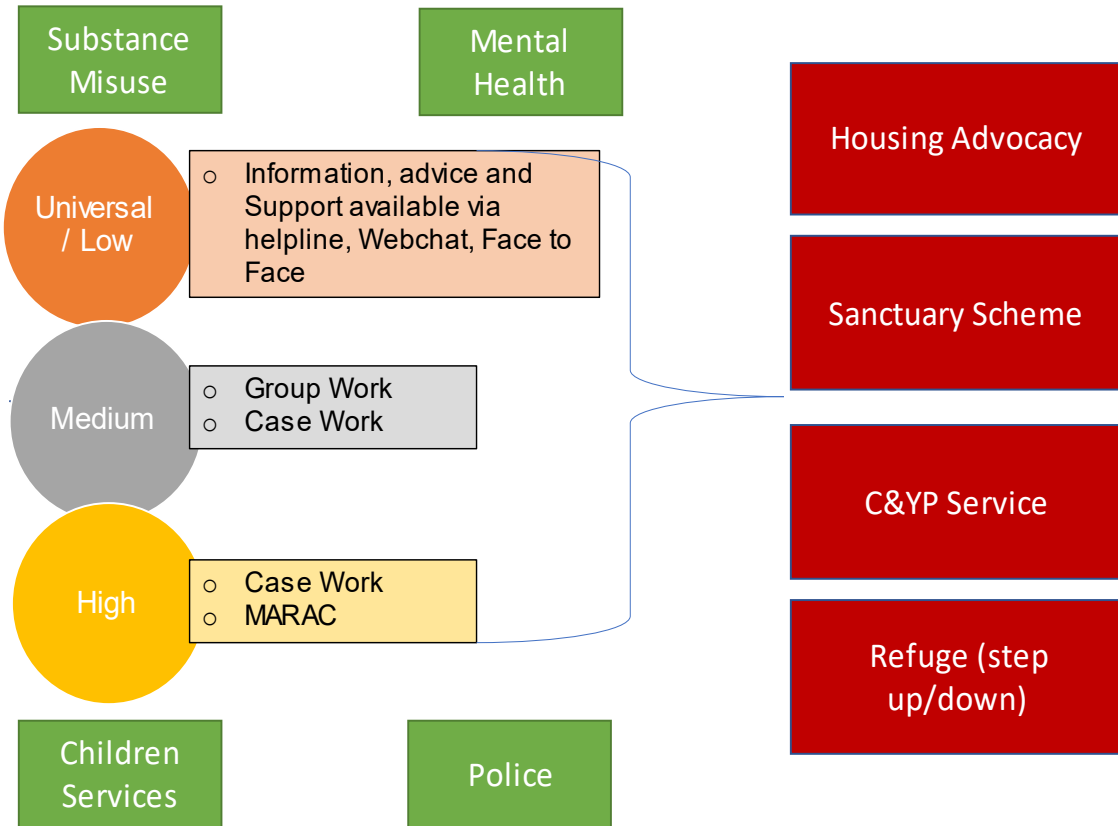 Substance
Misuse
Mental
Health
Universal
/ Low
o Information, advice and
Support available via
helpline, Webchat, Face to
Face
Medium
o Group Work
o Case Work
High
o Case Work
o MARAC
Children
Services
Police
Housing Advocacy
Sanctuary Scheme
C&YP Service
Refuge (step
up/down)